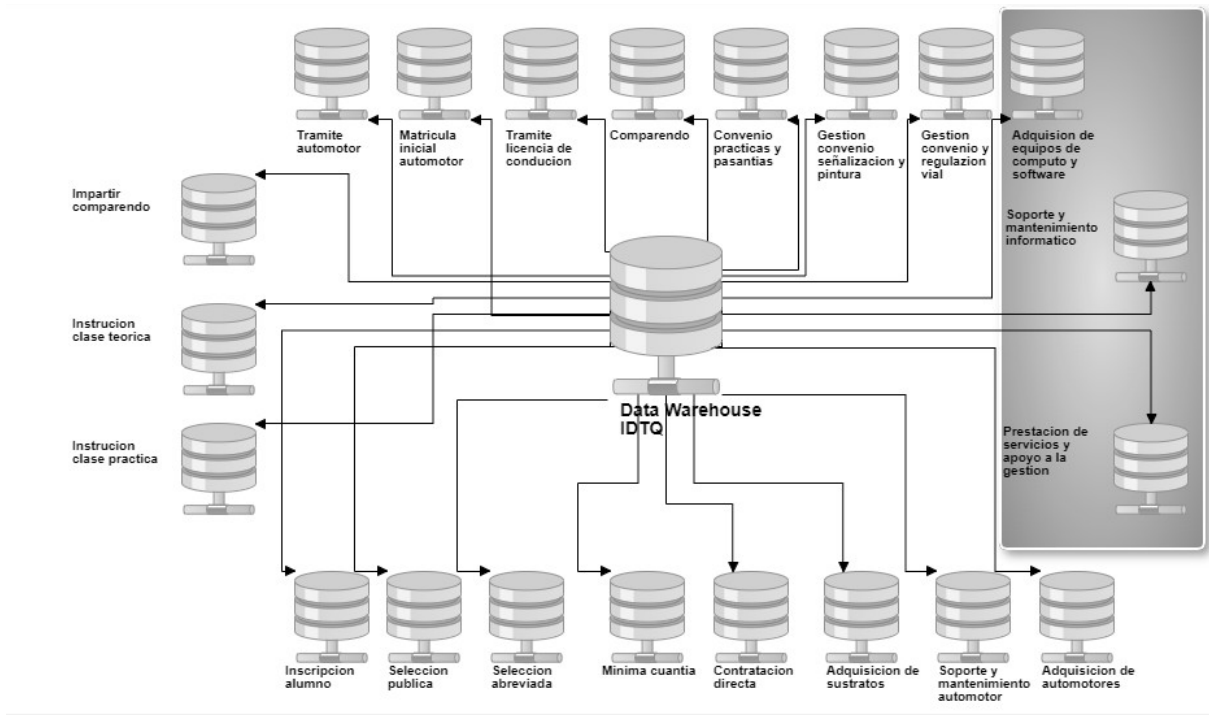 Tramite
automotor
Matricula
inicial
automotor
Tramite
licencia de
conducion
Comparendo
Convenio
practicas y
pasantias
Gestion
convenio
señalizacion y
pintura
Gestion
convenio y
regulazion
vial
Adquision de
equipos de
computo y
software
Impartir
comparendo
Soporte y
mantenimiento
informatico
Instrucion
clase teorica
Data Warehouse
IDTQ
Instrucion
clase practica
Prestacion de
servicios y
apoyo a la
gestion
Inscripcion
alumno
Seleccion
publica
Seleccion
abreviada
Minima cuantia
Contratacion
directa
Adquisicion de
sustratos
Soporte y
mantenimiento
automotor
Adquisicion de
automotores